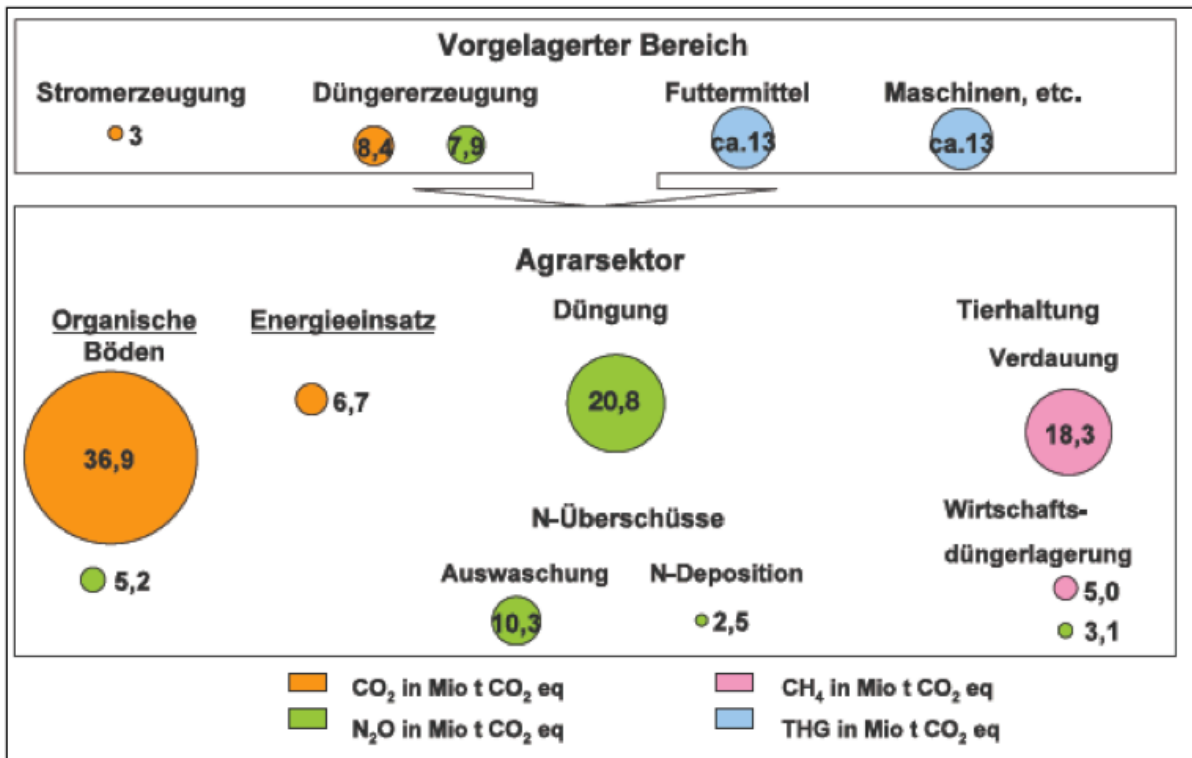 Vorgelagerter Bereich
Stromerzeugung Düngererzeugung Futtermittel Maschinen, etc.
3 8,4 7,9 ca.13 ca.13
Agrarsektor
Organische Böden
36,9
5,2
Energieeinsatz
6,7
Düngung
20,8
N-Überschüsse
Auswaschung
10,3
N-Deposition
2,5
Tierhaltung
Verdauung
18,3
Wirtschafts-
düngerlagerung
5,0
3,1
CO₂ in Mio t CO₂ eq
N₂O in Mio t CO₂ eq
CH₄ in Mio t CO₂ eq
THG in Mio t CO₂ eq